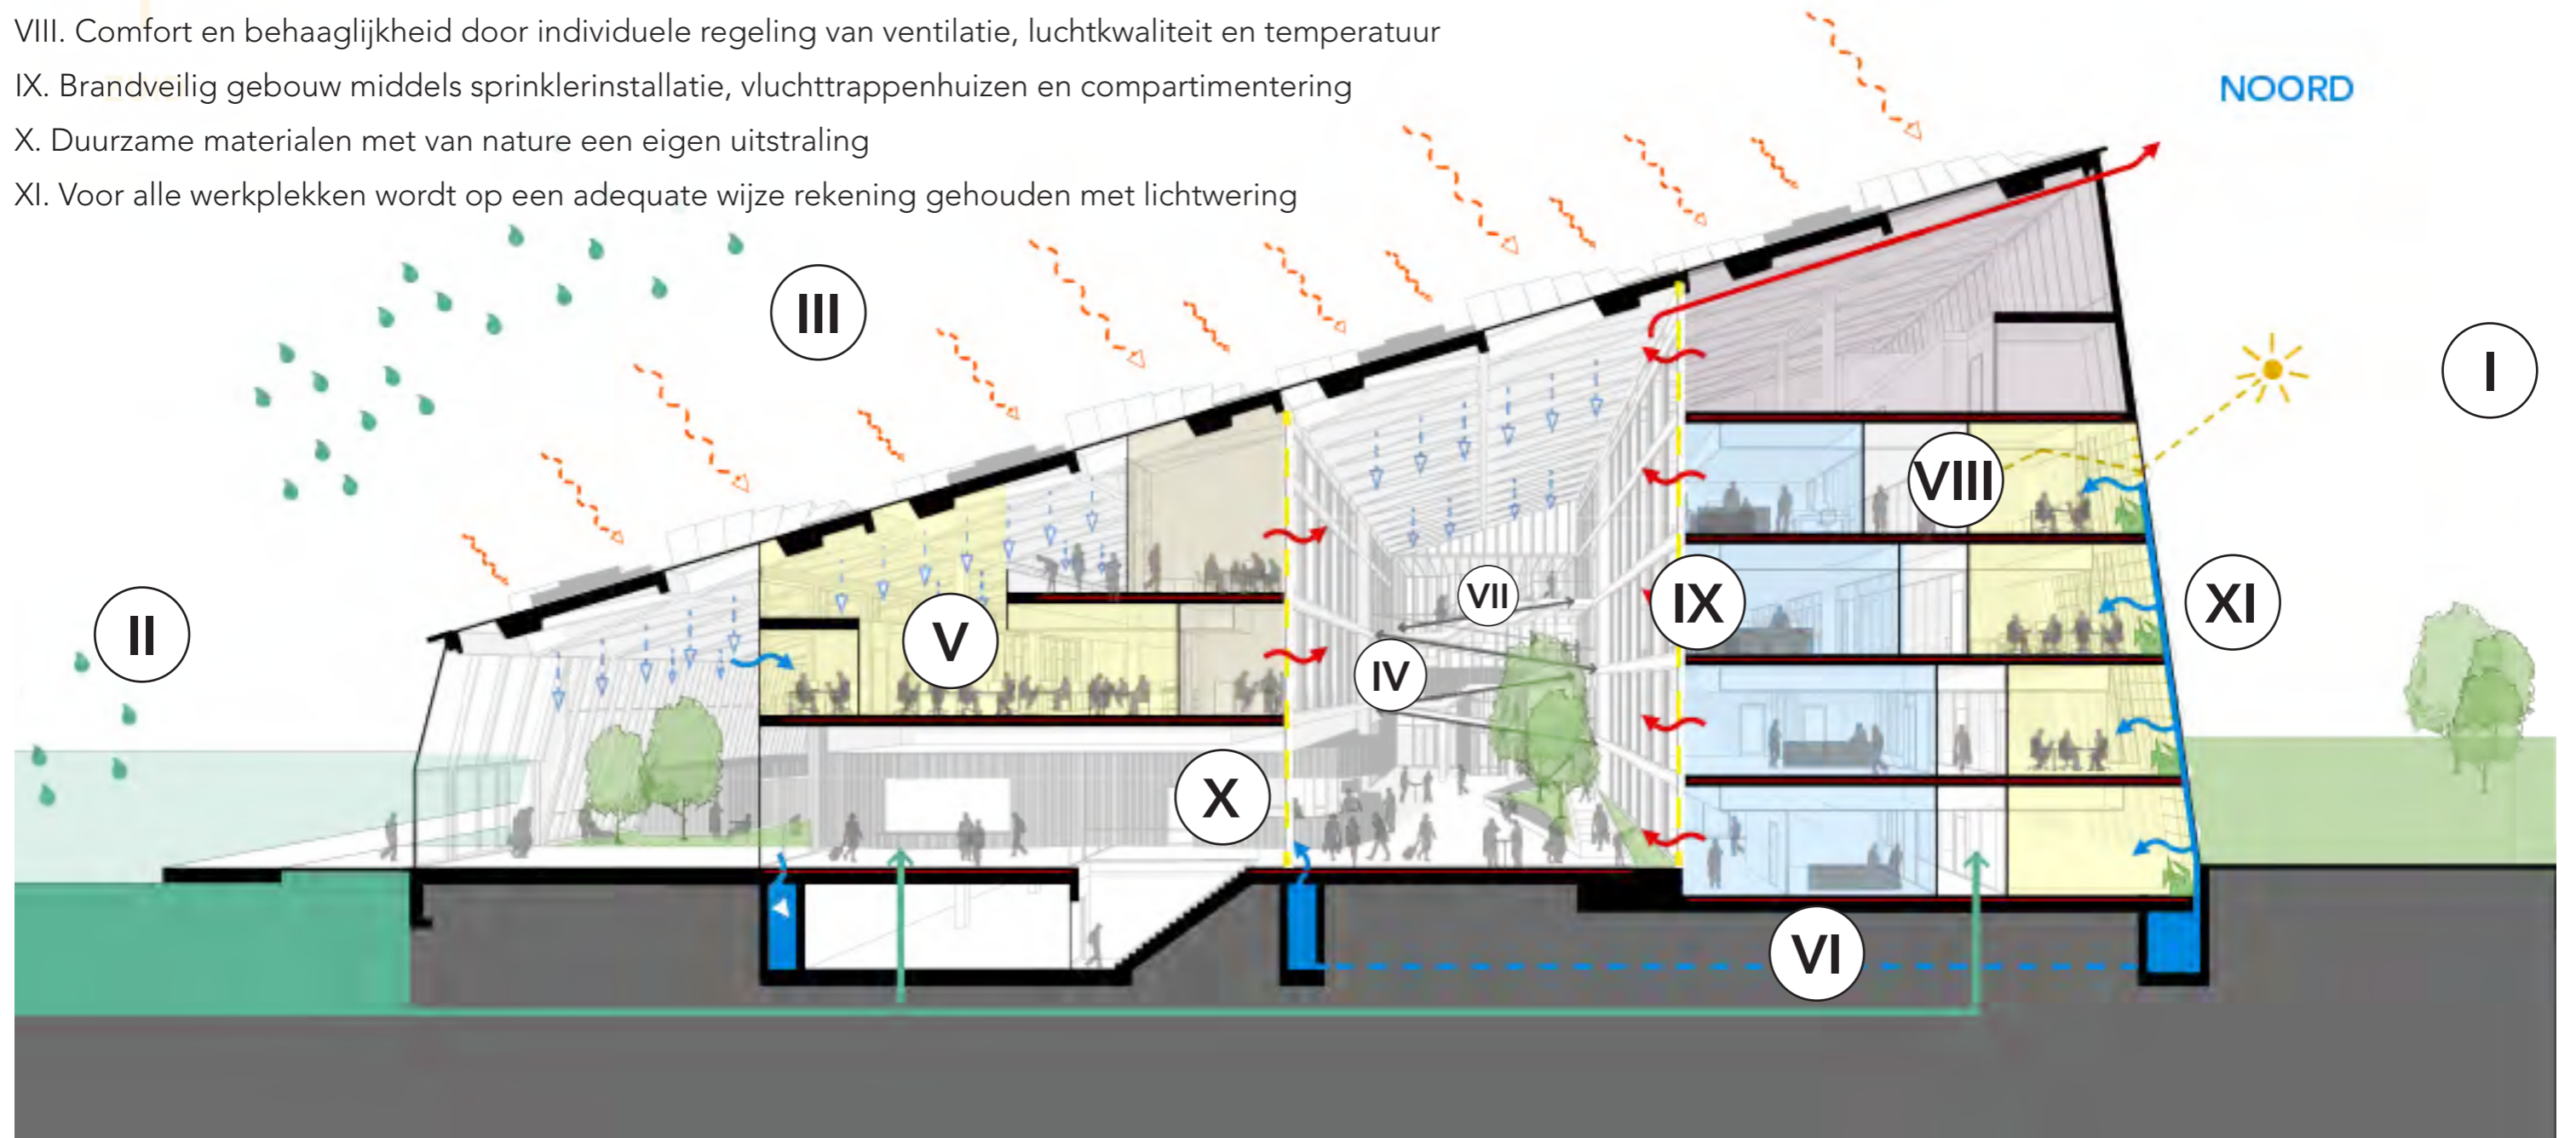 VIII. Comfort en behaaglijkheid door individuele regeling van ventilatie, luchtkwaliteit en temperatuur
IX. Brandveilig gebouw middels sprinklerinstallatie, vluchttrappenhuizen en compartimentering
X. Duurzame materialen met van nature een eigen uitstraling
XI. Voor alle werkplekken wordt op een adequate wijze rekening gehouden met lichtwering
NOORD
III
I
VIII
VII
IX
XI
II
V
IV
X
VI